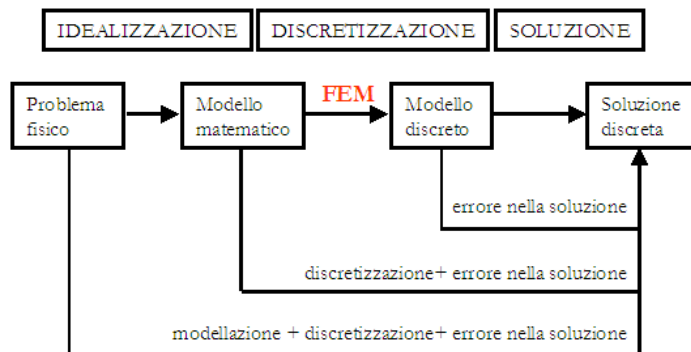 IDEALIZZAZIONE DISCRETIZZAZIONE SOLUZIONE
Problema
fisico
Modello
matematico
FEM
Modello
discreto
Soluzione
discreta
errore nella soluzione
discretizzazione+ errore nella soluzione
modellazione + discretizzazione+ errore nella soluzione